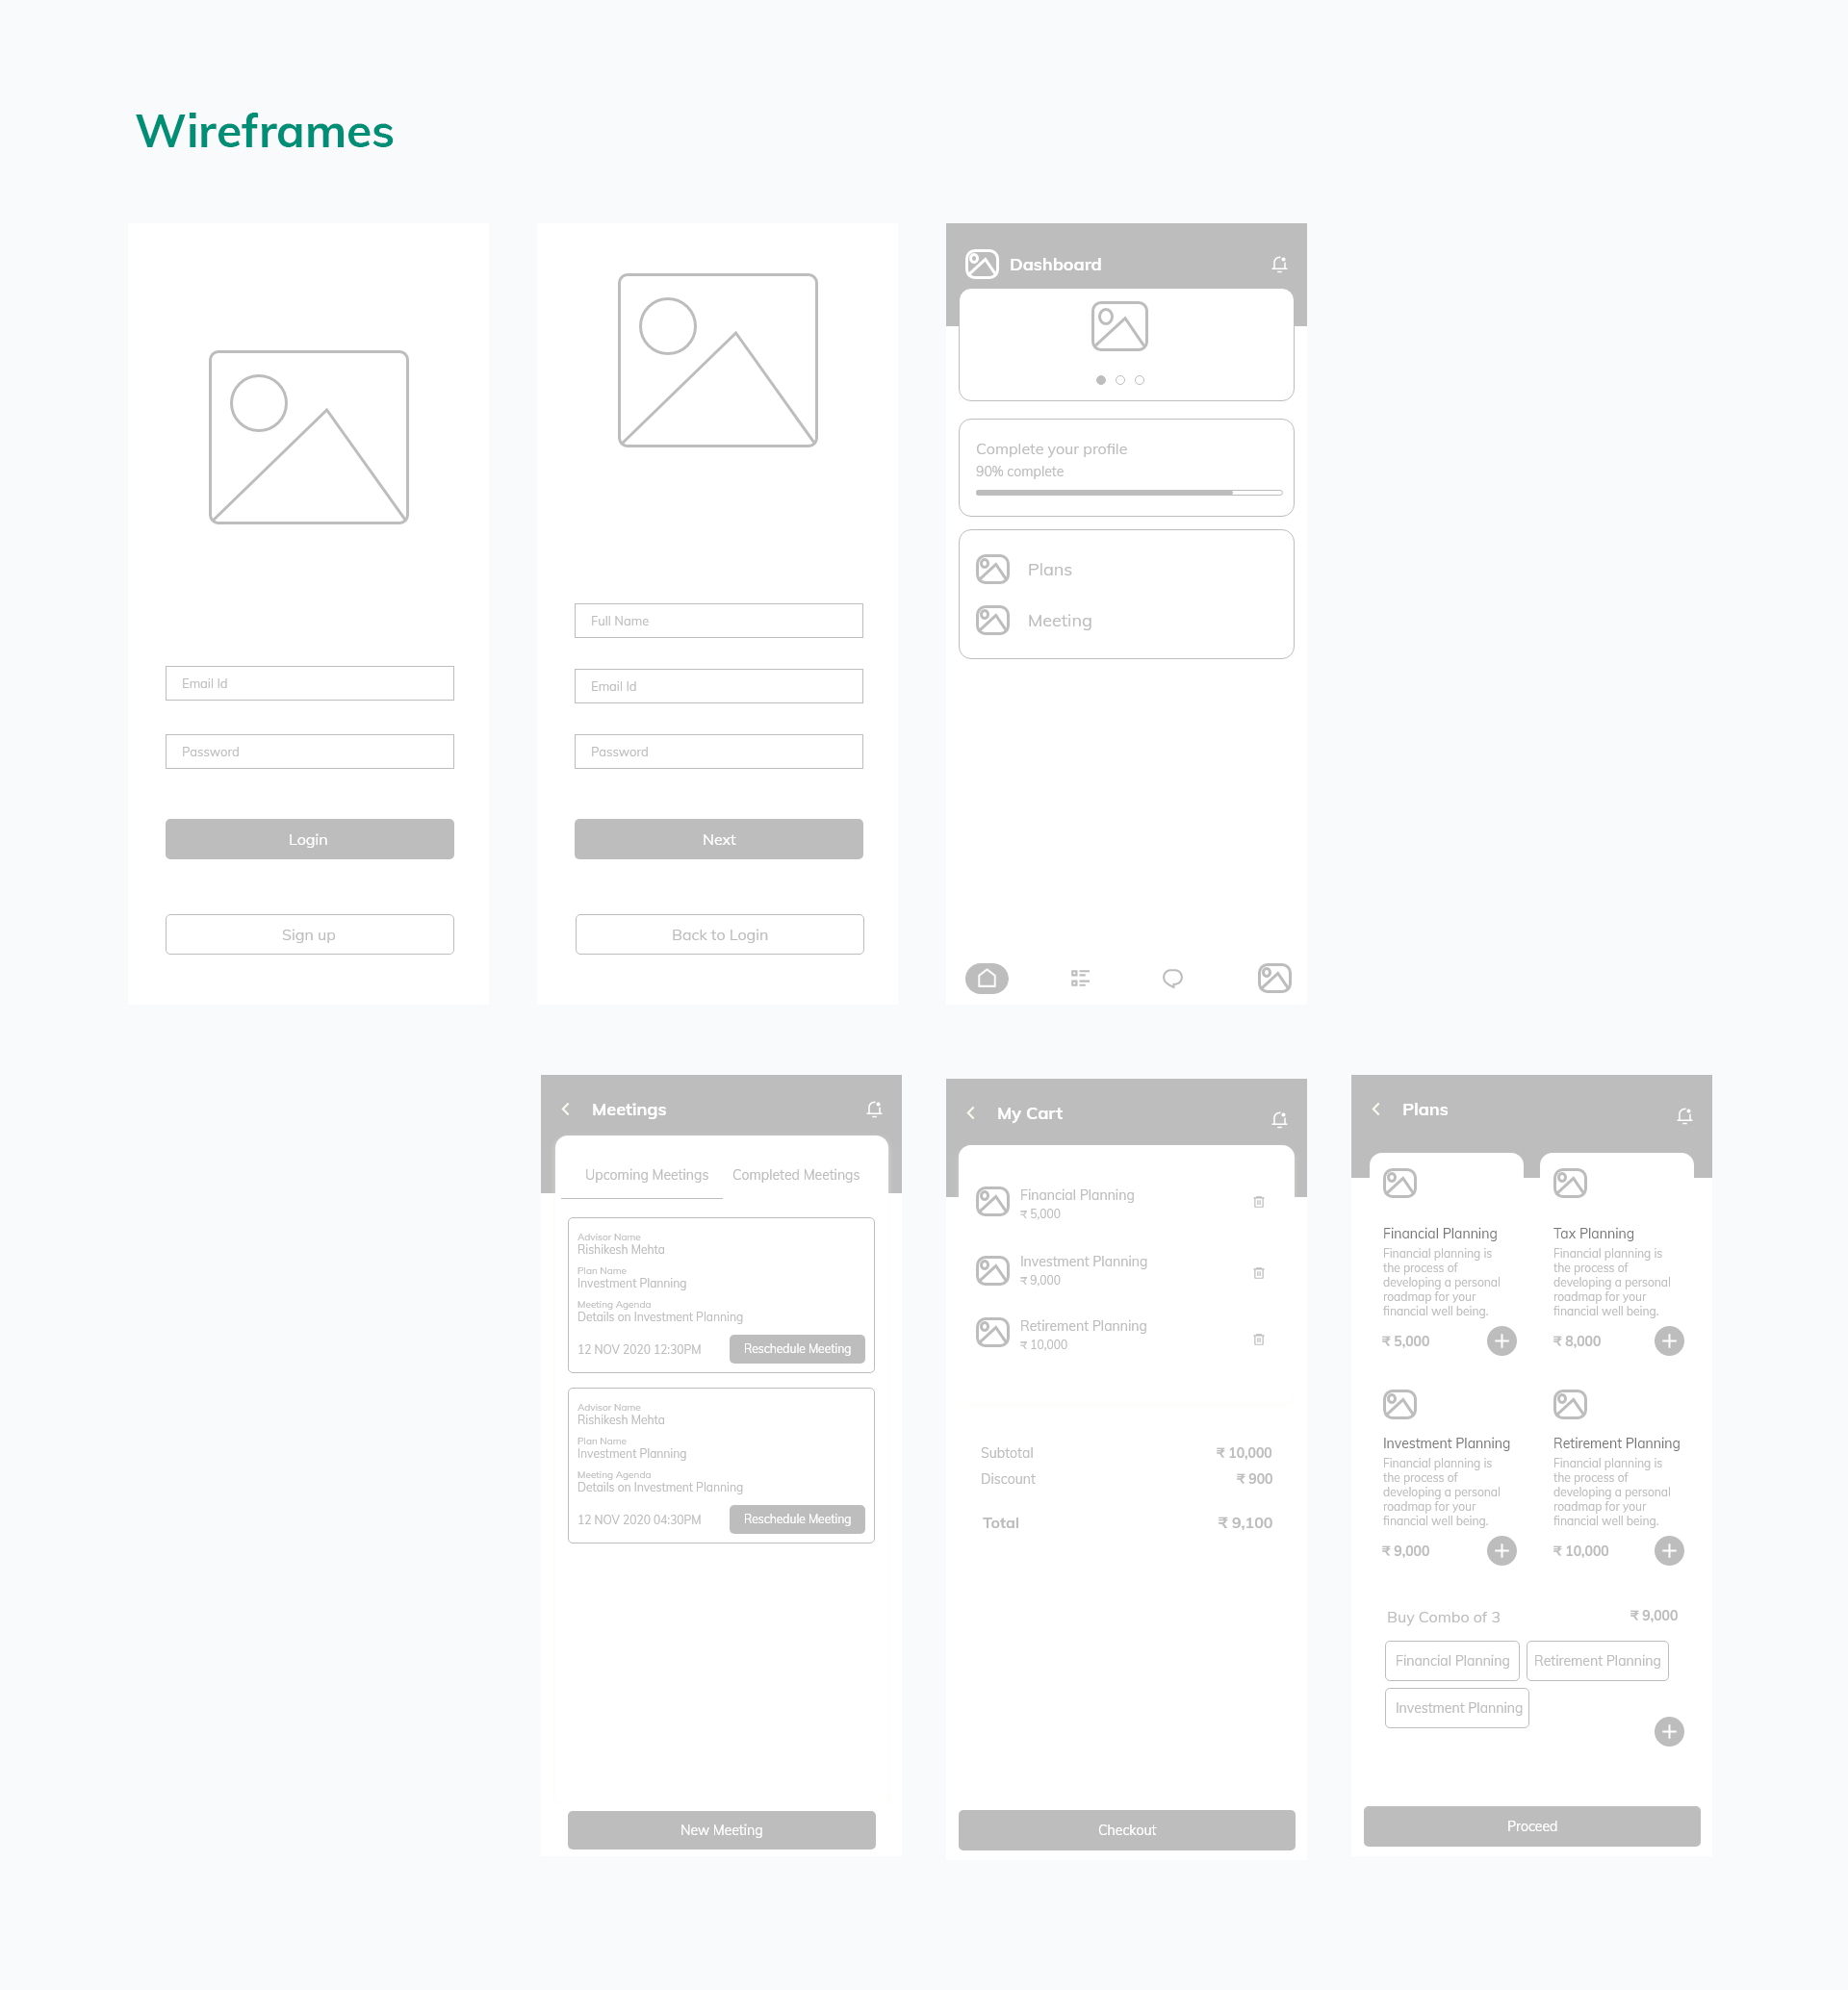 Wireframes
Email Id
Password
Login
Sign up
Full Name
Email Id
Password
Next
Back to Login
Dashboard
Complete your profile
90% complete
Plans
Meeting
Meetings
Upcoming Meetings Completed Meetings
Advisor Name
Rishikesh Mehta
Plan Name
Investment Planning
Meeting Agenda
Details on Investment Planning
12 NOV 2020 12:30PM Reschedule Meeting
Advisor Name
Rishikesh Mehta
Plan Name
Investment Planning
Meeting Agenda
Details on Investment Planning
12 NOV 2020 04:30PM Reschedule Meeting
New Meeting
My Cart
Financial Planning
₹ 5,000
Investment Planning
₹ 9,000
Retirement Planning
₹ 10,000
Subtotal ₹ 10,000
Discount ₹ 900
Total ₹ 9,100
Checkout
Plans
Financial Planning
Financial planning is
the process of
developing a personal
roadmap for your
financial well being.
₹ 5,000
Tax Planning
Financial planning is
the process of
developing a personal
roadmap for your
financial well being.
₹ 8,000
Investment Planning
Financial planning is
the process of
developing a personal
roadmap for your
financial well being.
₹ 9,000
Retirement Planning
Financial planning is
the process of
developing a personal
roadmap for your
financial well being.
₹ 10,000
Buy Combo of 3 ₹ 9,000
Financial Planning Retirement Planning
Investment Planning
Proceed